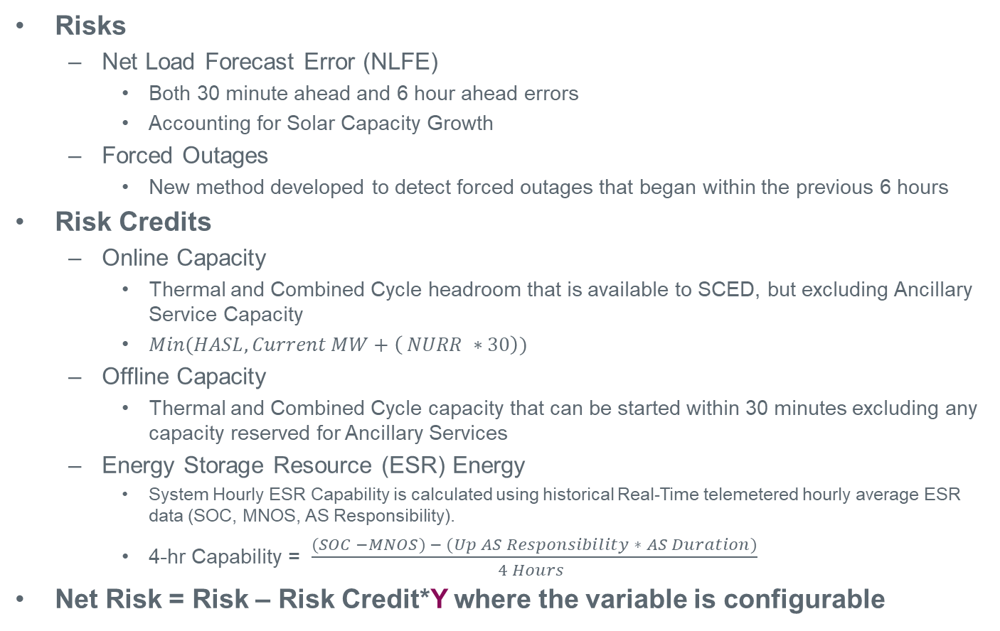 • Risks
– Net Load Forecast Error (NLFE)
• Both 30 minute ahead and 6 hour ahead errors
• Accounting for Solar Capacity Growth
– Forced Outages
• New method developed to detect forced outages that began within the previous 6 hours
• Risk Credits
– Online Capacity
• Thermal and Combined Cycle headroom that is available to SCED, but excluding Ancillary
Service Capacity
• Min(HASL, Current MW + ( NURR * 30))
– Offline Capacity
• Thermal and Combined Cycle capacity that can be started within 30 minutes excluding any
capacity reserved for Ancillary Services
– Energy Storage Resource (ESR) Energy
• System Hourly ESR Capability is calculated using historical Real-Time telemetered hourly average ESR
data (SOC, MNOS, AS Responsibility).
• 4-hr Capability = (SOC −MNOS) − (Up AS Responsibility * AS Duration)
4 Hours
• Net Risk = Risk – Risk Credit*Y where the variable is configurable